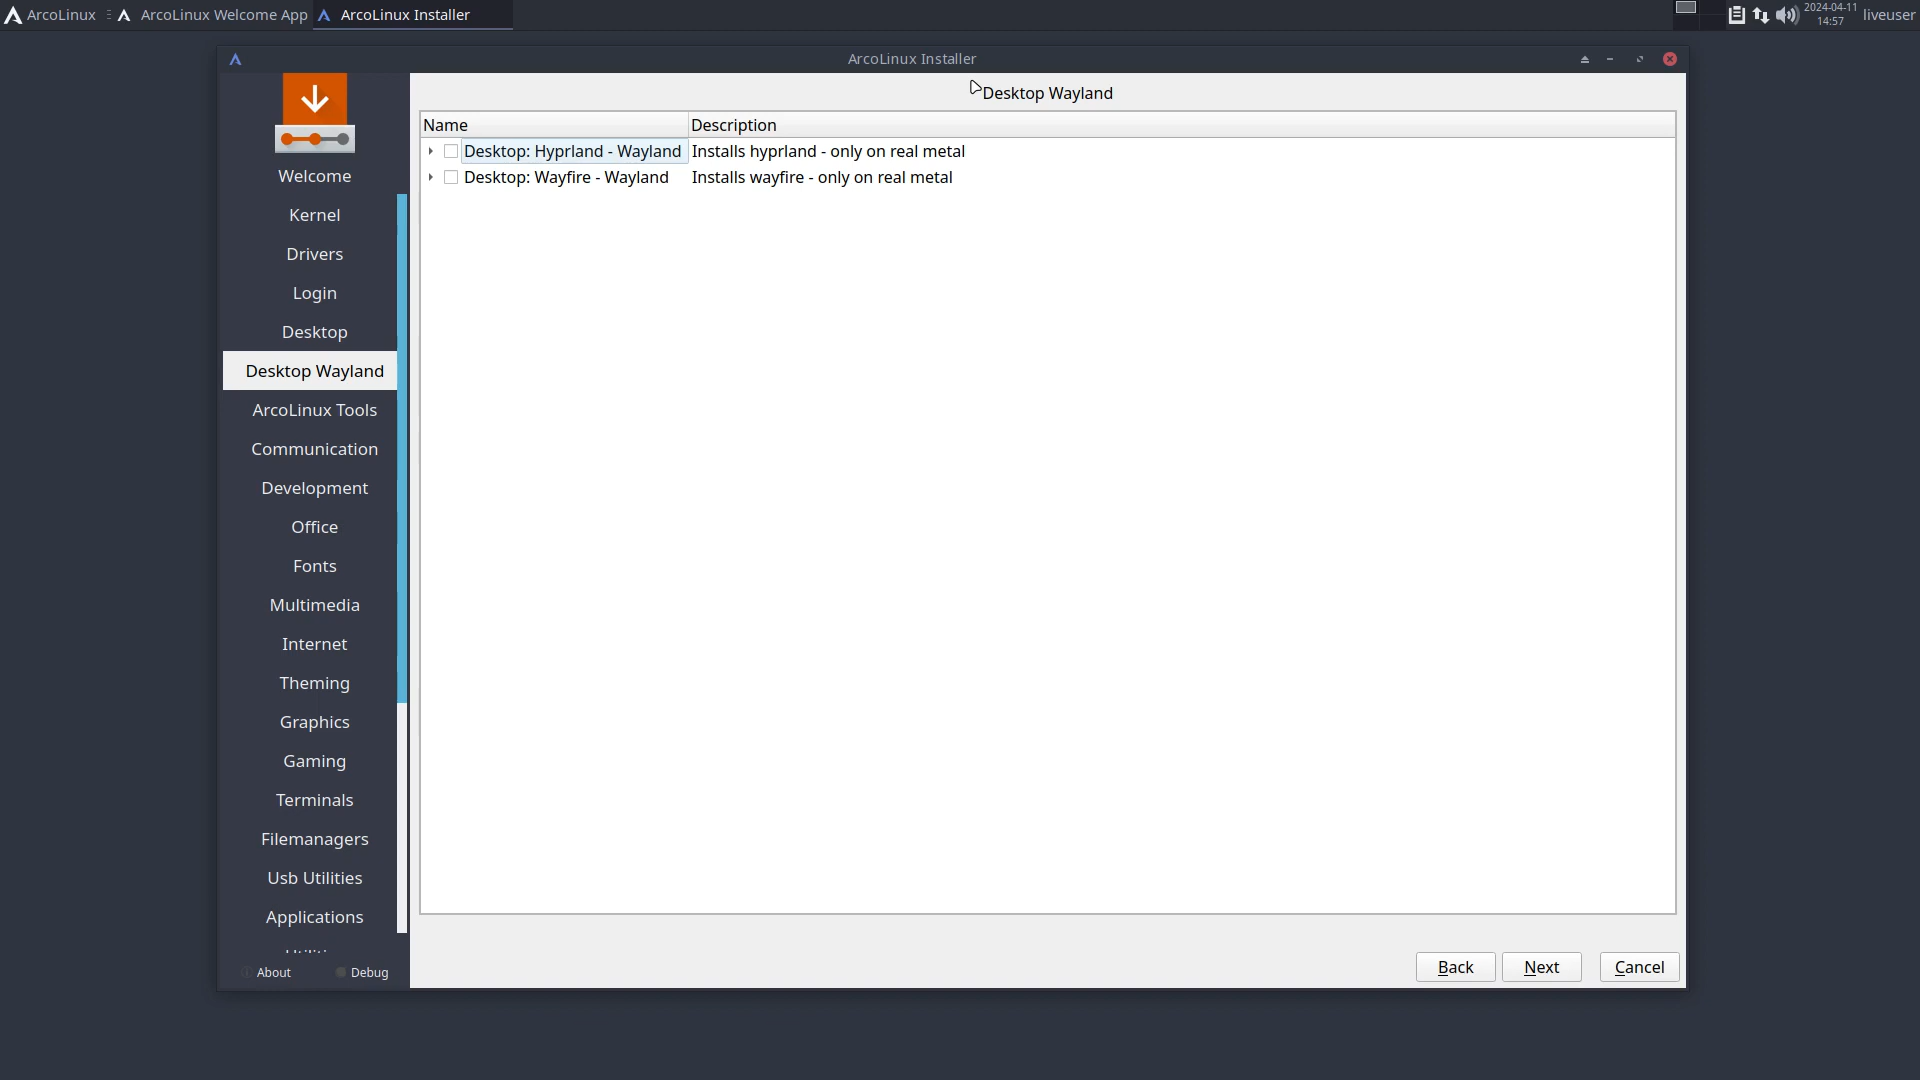 ArcoLinux
ArcoLinux Welcome App
ArcoLinux Installer
2024-04-11
14:57
liveuser
ArcoLinux Installer
Welcome
Kernel
Drivers
Login
Desktop
Desktop Wayland
ArcoLinux Tools
Communication
Development
Office
Fonts
Multimedia
Internet
Theming
Graphics
Gaming
Terminals
Filemanagers
Usb Utilities
Applications
About
Debug
Desktop Wayland
Name Description
Desktop: Hyprland - Wayland Installs hyprland - only on real metal
Desktop: Wayfire - Wayland Installs wayfire - only on real metal
Back
Next
Cancel